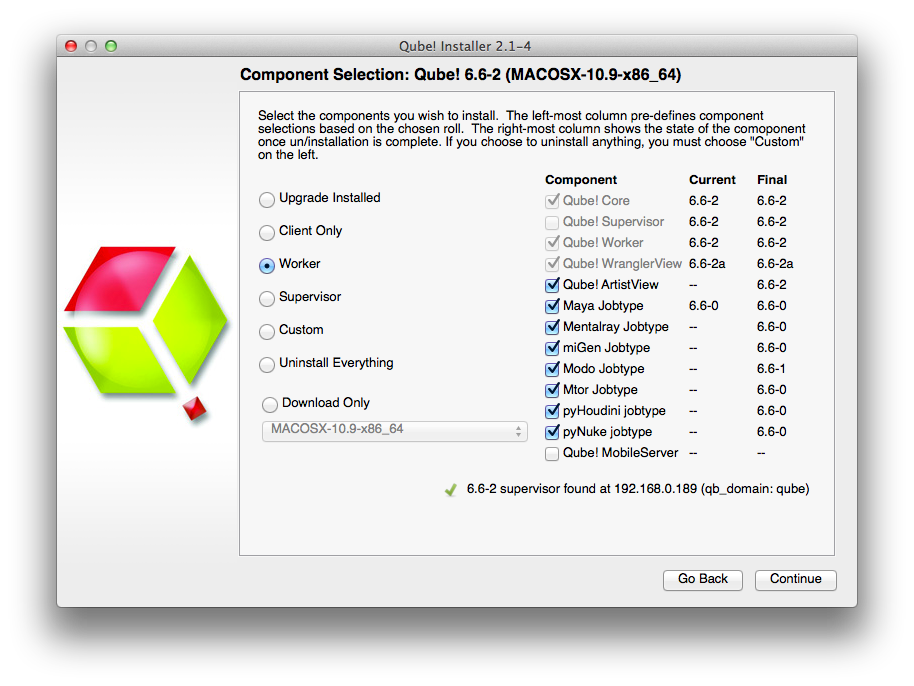 Qube! Installer 2.1-4
Component Selection: Qube! 6.6-2 (MACOSX-10.9-x86_64)
Select the components you wish to install. The left-most column pre-defines component
selections based on the chosen roll. The right-most column shows the state of the comoponent
once un/installation is complete. If you choose to uninstall anything, you must choose "Custom"
on the left.
Upgrade Installed
Client Only
Worker
Supervisor
Custom
Uninstall Everything
Download Only
MACOSX-10.9-x86_64
Component Current Final
Qube! Core 6.6-2 6.6-2
Qube! Supervisor 6.6-2 6.6-2
Qube! Worker 6.6-2 6.6-2
Qube! WranglerView 6.6-2a 6.6-2a
Qube! ArtistView -- 6.6-2
Maya Jobtype 6.6-0 6.6-0
Mentalray Jobtype -- 6.6-0
miGen Jobtype -- 6.6-0
Modo Jobtype -- 6.6-1
Mtor Jobtype -- 6.6-0
pyHoudini jobtype -- 6.6-0
pyNuke jobtype -- 6.6-0
Qube! MobileServer -- --
6.6-2 supervisor found at 192.168.0.189 (qb_domain: qube)
Go Back
Continue